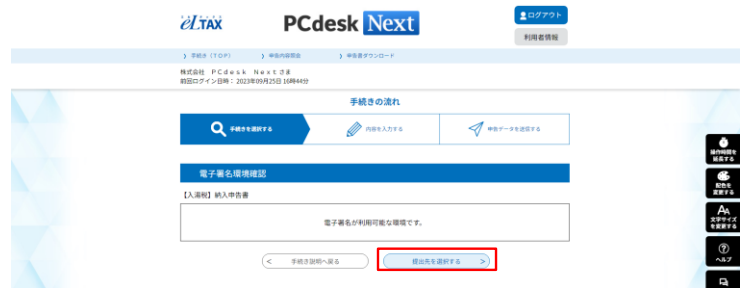 eLTAX
PCdesk Next
ログアウト
利用者情報
手続き（TOP）
申告内容照会
申告書ダウンロード
株式会社　PCdesk　Nextさま
前回ログイン日時：2023年09月25日 16時44分
手続きの流れ
手続きを選択する
内容を入力する
申告データを送信する
電子署名環境確認
【入湯税】納入申告書
電子署名が利用可能な環境です。
< 手続き説明へ戻る
提出先を選択する >
操作時間を
延長する
配色を
変更する
文字サイズ
を変更する
ヘルプ